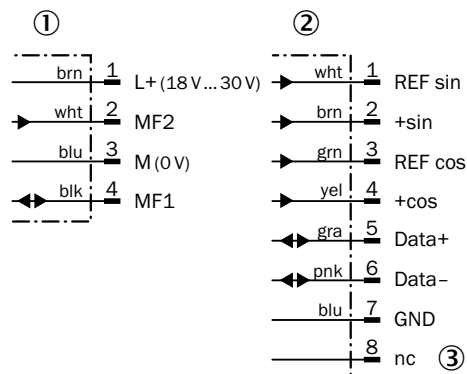 ① ②
brn 1 L+ (18 V... 30 V)
wht 2 MF2
blu 3 M (0 V)
blk 4 MF1
wht 1 REF sin
brn 2 +sin
grn 3 REF cos
yel 4 +cos
gra 5 Data+
pnk 6 Data–
blu 7 GND
8 nc ③